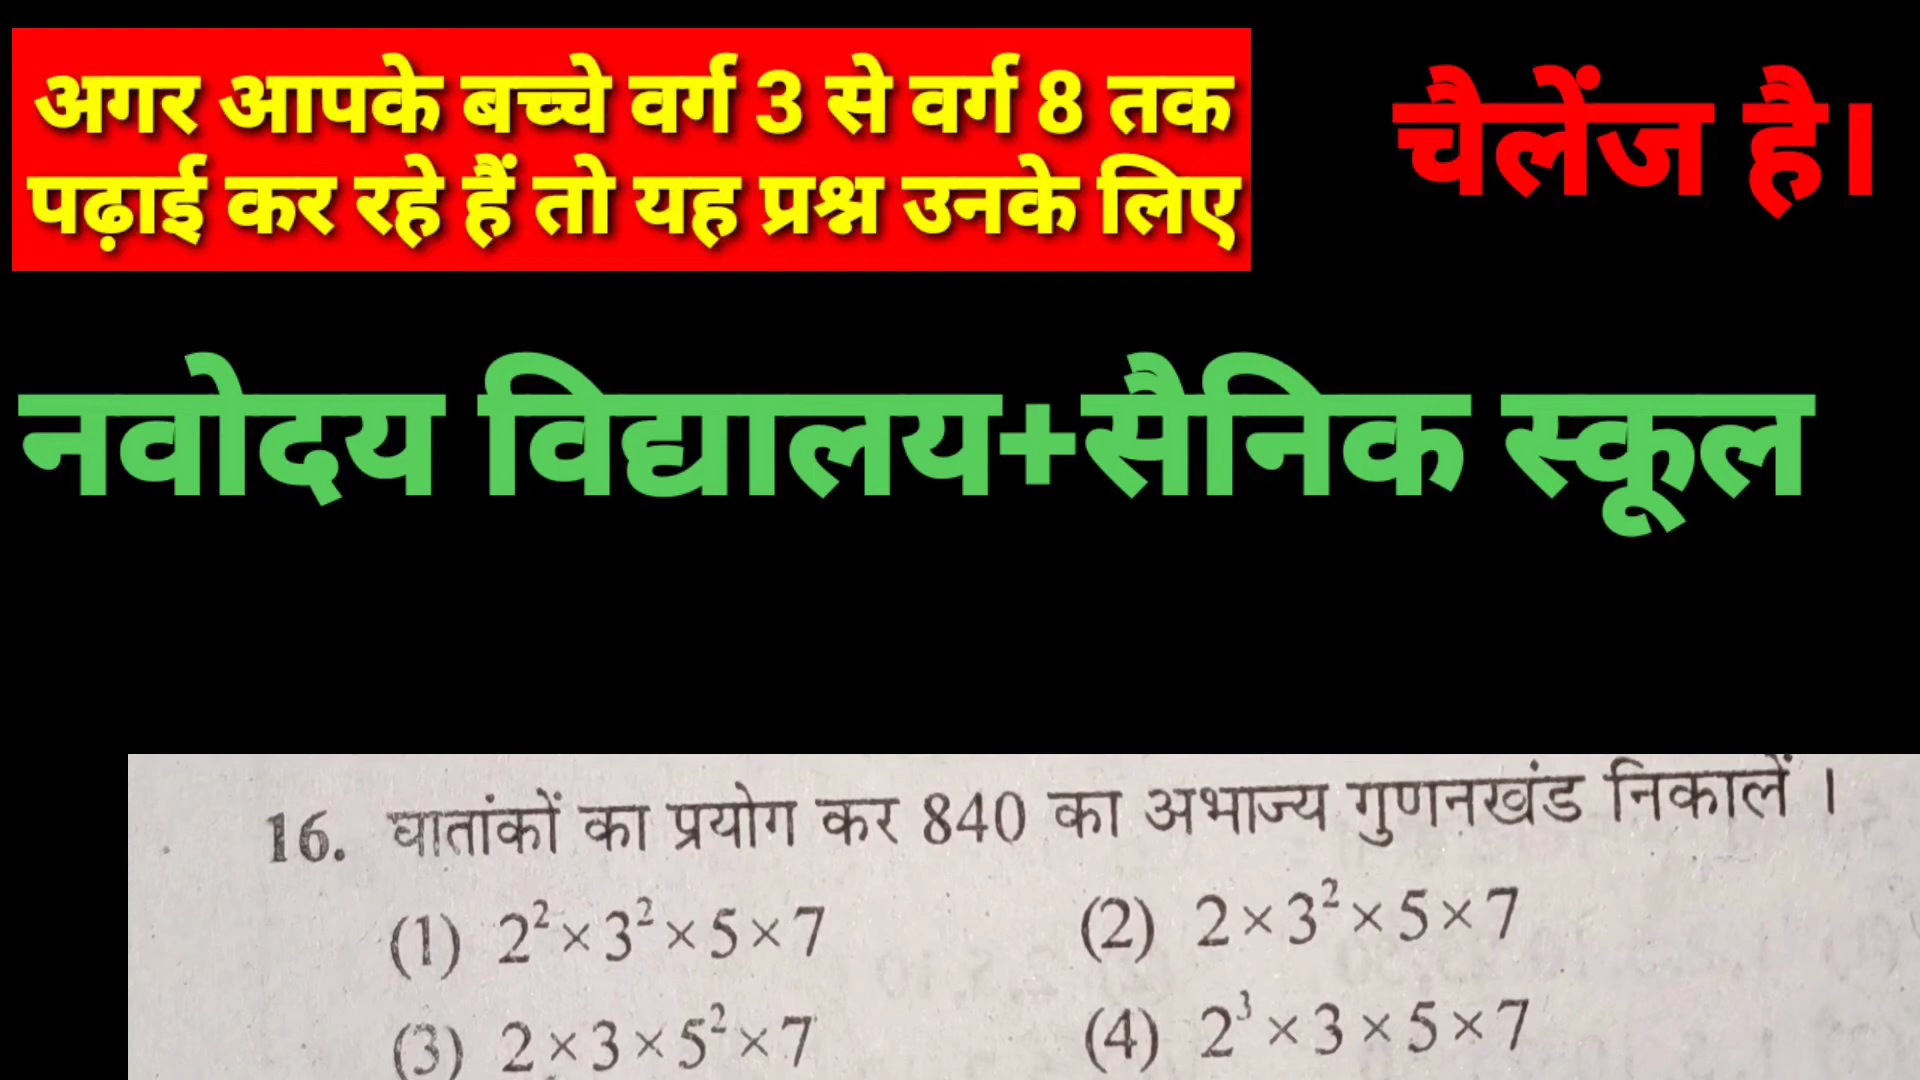 अगर आपके बच्चे वर्ग 3 से वर्ग 8 तक
पढ़ाई कर रहे हैं तो यह प्रश्न उनके लिए
चैलेंज है।
नवोदय विद्यालय+सैनिक स्कूल
16. घातांकों का प्रयोग कर 840 का अभाज्य गुणनखंड निकालें ।
(1) 2²×3²×5×7 (2) 2×3²×5×7
(3) 2×3×5²×7 (4) 2³×3×5×7